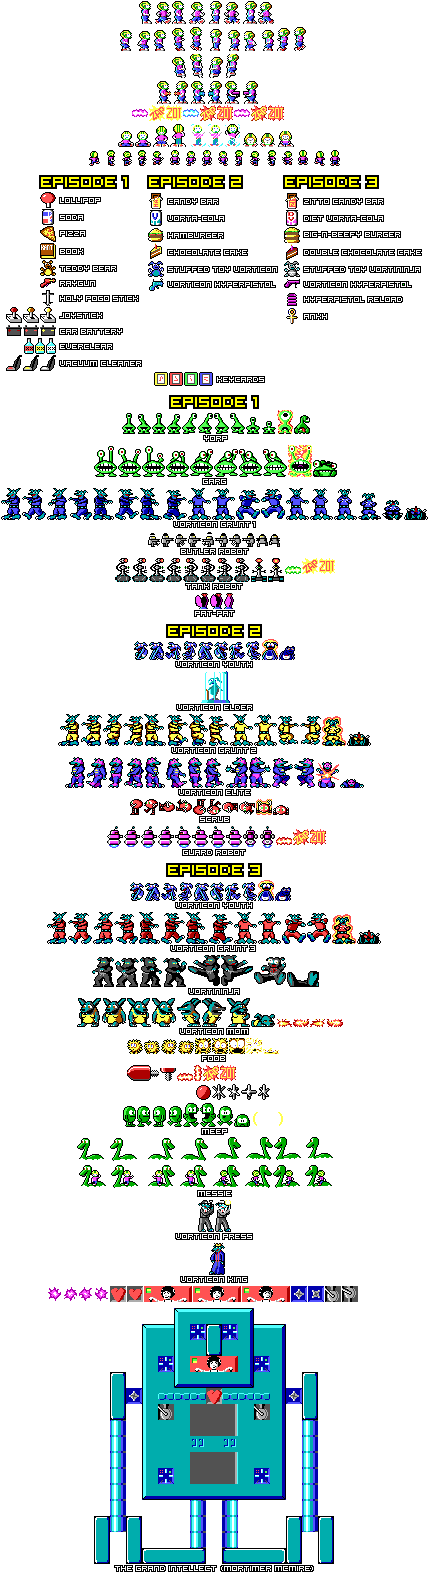 ZOT ZOT ZOT
EPISODE 1 EPISODE 2 EPISODE 3
LOLLIPOP CANDY BAR ZITTO CANDY BAR
SODA VORTA-COLA DIET VORTA-COLA
PIZZA HAMBURGER BIG-N-BEEFY BURGER
BOOK CHOCOLATE CAKE DOUBLE CHOCOLATE CAKE
TEDDY BEAR STUFFED TOY VORTICON STUFFED TOY VORTININJA
RAYGUN VORTICON HYPERPISTOL VORTICON HYPERPISTOL
HOLY POGO STICK HYPERPISTOL RELOAD
JOYSTICK ANKH
CAR BATTERY
EVERCLEAR
VACUUM CLEANER
KEYCARDS
EPISODE 1
YORP
GARG
VORTICON GRUNT 1
BUTLER ROBOT
ZOT
TANK ROBOT
PAT-PAT
EPISODE 2
VORTICON YOUTH
VORTICON ELDER
VORTICON GRUNT 2
VORTICON ELITE
SCRUB
ZOT
GUARD ROBOT
EPISODE 3
VORTICON YOUTH
VORTICON GRUNT 3
VORTININJA
VORTICON MOM
FOOB
ZOT
MEEP
MESSIE
VORTICON PRESS
VORTICON KING
THE GRAND INTELLECT (MORTIMER MCMIRE)